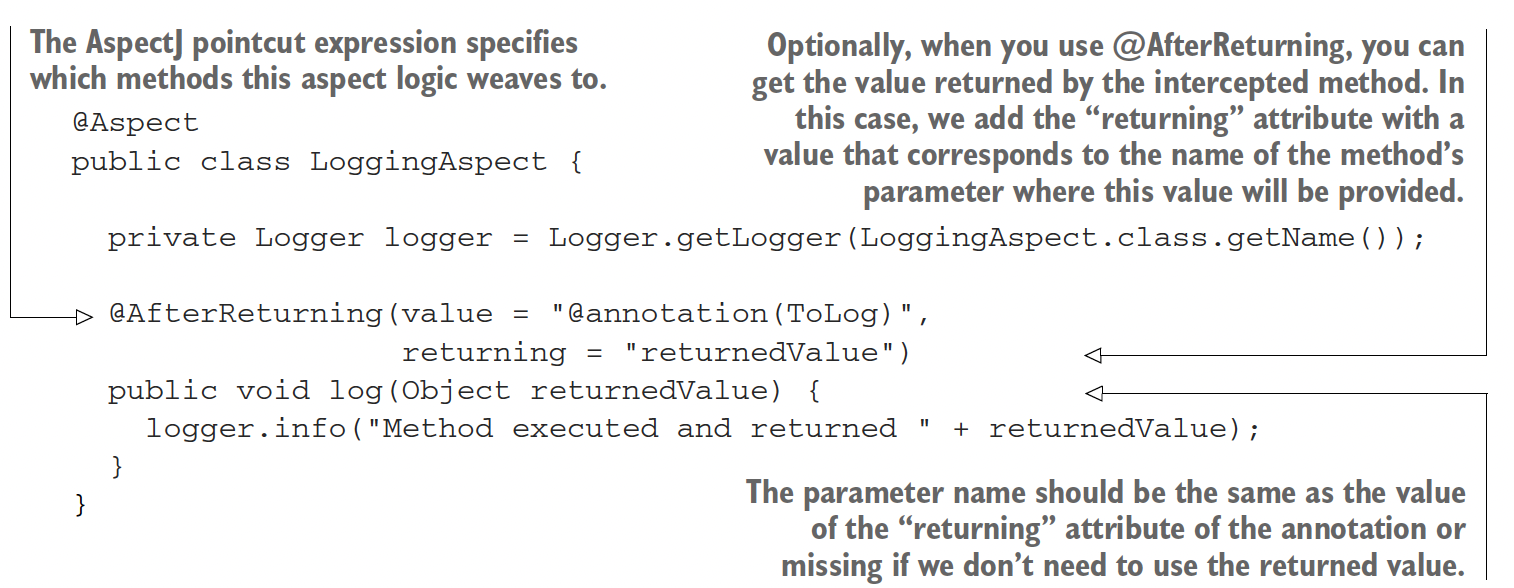 The AspectJ pointcut expression specifies
which methods this aspect logic weaves to.
Optionally, when you use @AfterReturning, you can
get the value returned by the intercepted method. In
this case, we add the “returning” attribute with a
value that corresponds to the name of the method’s
parameter where this value will be provided.
@Aspect
public class LoggingAspect {
private Logger logger = Logger.getLogger(LoggingAspect.class.getName());
@AfterReturning(value = "@annotation(ToLog)",
returning = "returnedValue")
public void log(Object returnedValue) {
logger.info("Method executed and returned " + returnedValue);
}
}
The parameter name should be the same as the value
of the “returning” attribute of the annotation or
missing if we don’t need to use the returned value.